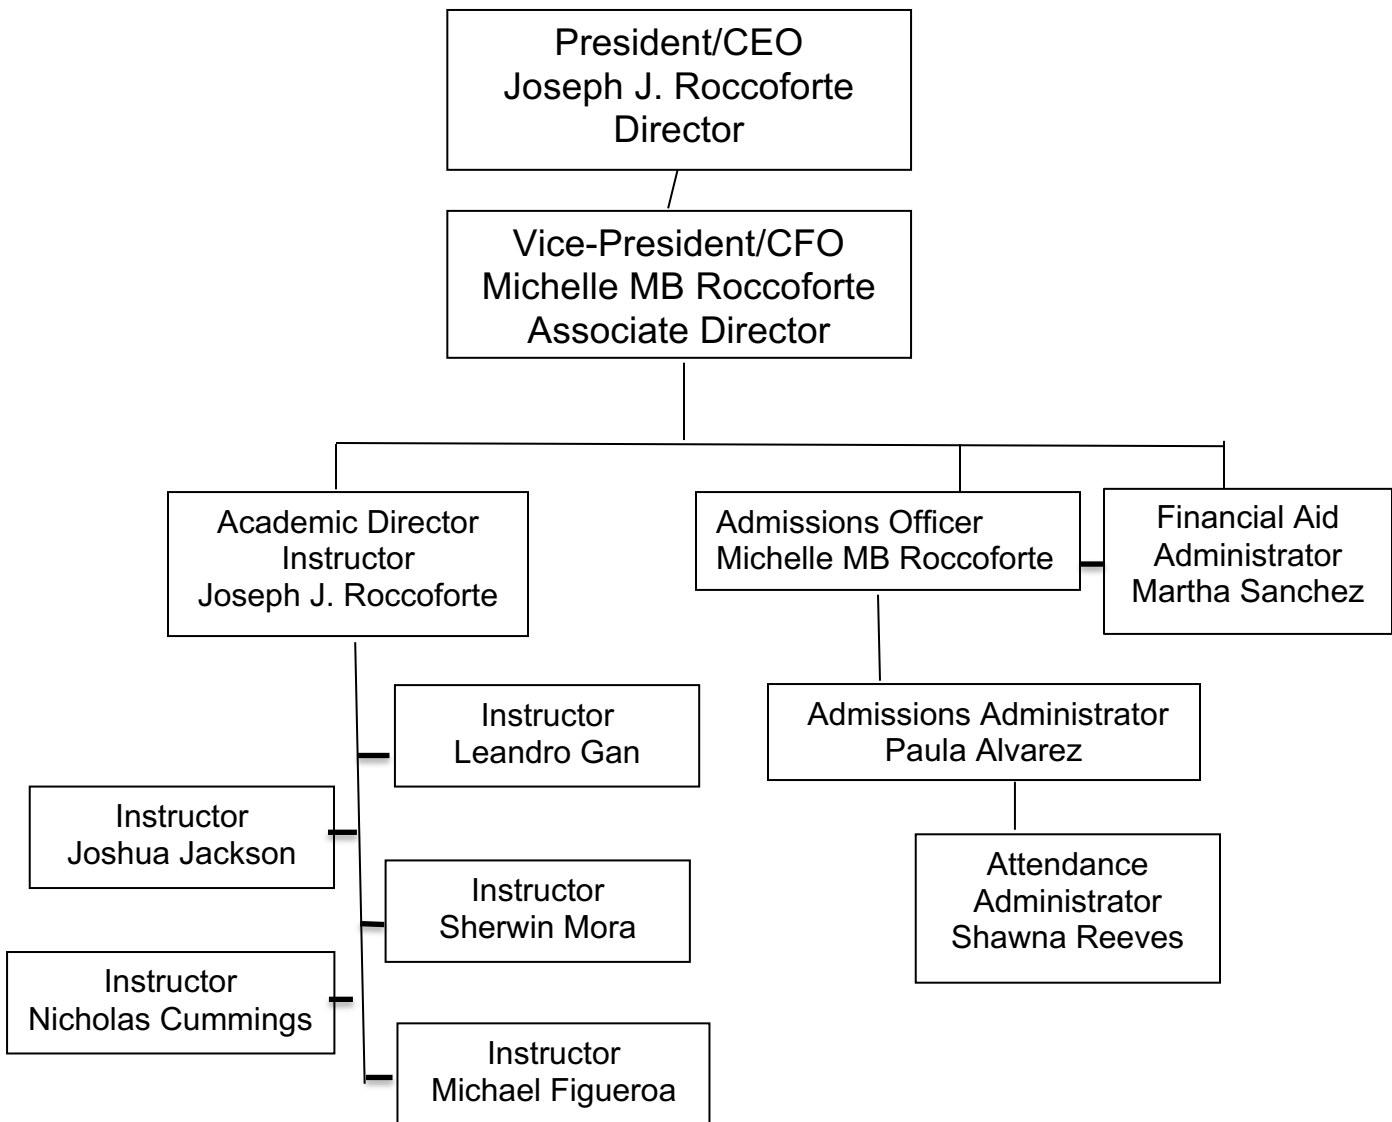 President/CEO
Joseph J. Roccoforte
Director
Vice-President/CFO
Michelle MB Roccoforte
Associate Director
Academic Director
Instructor
Joseph J. Roccoforte
Admissions Officer
Michelle MB Roccoforte
Financial Aid
Administrator
Martha Sanchez
Instructor
Leandro Gan
Admissions Administrator
Paula Alvarez
Instructor
Joshua Jackson
Instructor
Sherwin Mora
Attendance
Administrator
Shawna Reeves
Instructor
Nicholas Cummings
Instructor
Michael Figueroa